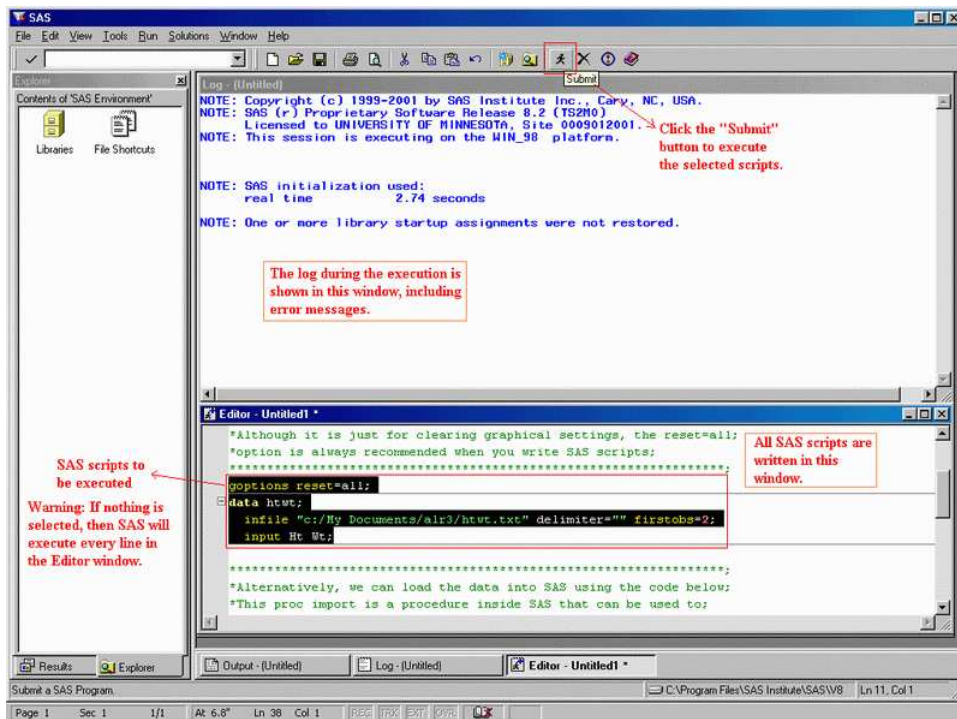 SAS
File Edit View Tools Run Solutions Window Help
Submit
Explorer
Contents of 'SAS Environment'
Libraries
File Shortcuts
Log - (Untitled)
NOTE: Copyright (c) 1999-2001 by SAS Institute Inc., Cary, NC, USA.
NOTE: SAS (r) Proprietary Software Release 8.2 (TS2M0)
Licensed to UNIVERSITY OF MINNESOTA, Site 0009012001.
NOTE: This session is executing on the WIN_98 platform.
NOTE: SAS initialization used:
real time 2.74 seconds
NOTE: One or more library startup assignments were not restored.
Click the "Submit"
button to execute
the selected scripts.
The log during the execution is
shown in this window, including
error messages.
Editor - Untitled1 *
*Although it is just for clearing graphical settings, the reset=all;
*option is always recommended when you write SAS scripts;
*******************************************************************;
goptions reset=all;
data htwt;
infile "c:/My Documents/alr3/htwt.txt" delimiter="" firstobs=2;
input Ht Wt;
*******************************************************************;
*Alternatively, we can load the data into SAS using the code below;
*This proc import is a procedure inside SAS that can be used to;
All SAS scripts are
written in this
window.
SAS scripts to
be executed
Warning: If nothing is
selected, then SAS will
execute every line in
the Editor window.
Results
Explorer
Output - (Untitled)
Log - (Untitled)
Editor - Untitled1 *
Submit a SAS Program.
C:\Program Files\SAS Institute\SAS\V8
Ln 11, Col 1
Page 1 Sec 1 1/1 At 6.8" Ln 38 Col 1 REC TRK EXT OVR